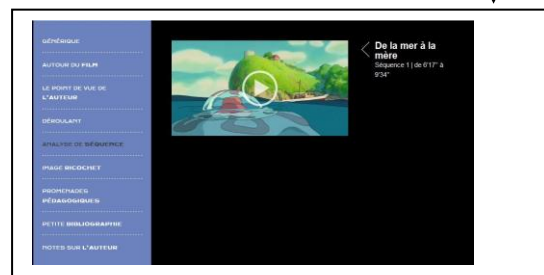 GÉNÉRIQUE
AUTOUR DU FILM
LE POINT DE VUE DE
L'AUTEUR
DÉROULANT
ANALYSE DE SÉQUENCE
IMAGE RICOCHET
PROMENADES
PÉDAGOGIQUES
PETITE BIBLIOGRAPHIE
NOTES SUR L'AUTEUR
De la mer à la
mère
Séquence 1 | de 6'17" à
9'34"